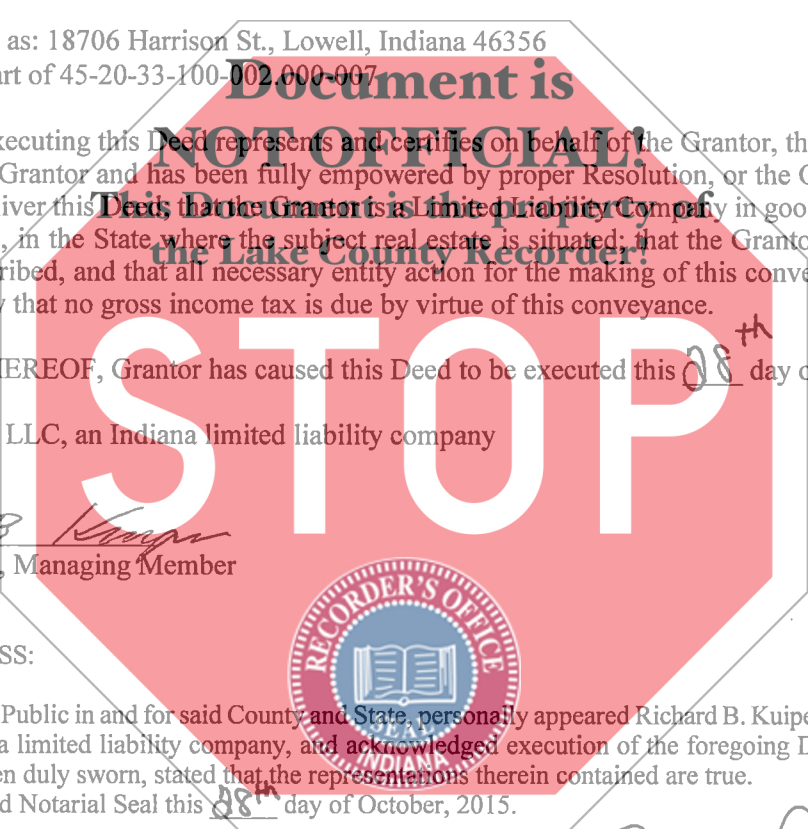 as: 18706 Harrison St., Lowell, Indiana 46356
rt of 45-20-33-100-002.000-007
Document is
NOT OFFICIAL!
This Document is the property of
the Lake County Recorder!
xecuting this Deed represents and certifies on behalf of the Grantor, th
Grantor and has been fully empowered by proper Resolution, or the O
iver this Deed; that the Grantor is a Limited Liability Company in goo
, in the State where the subject real estate is situated; that the Granto
ribed, and that all necessary entity action for the making of this conve
y that no gross income tax is due by virtue of this conveyance.
STOP
HEREOF, Grantor has caused this Deed to be executed this 28th day o
LLC, an Indiana limited liability company
, Managing Member
RECORDER'S OFFICE
SEAL
INDIANA
SS:
Public in and for said County and State, personally appeared Richard B. Kuipe
a limited liability company, and acknowledged execution of the foregoing D
en duly sworn, stated that the representations therein contained are true.
d Notarial Seal this 28th day of October, 2015.